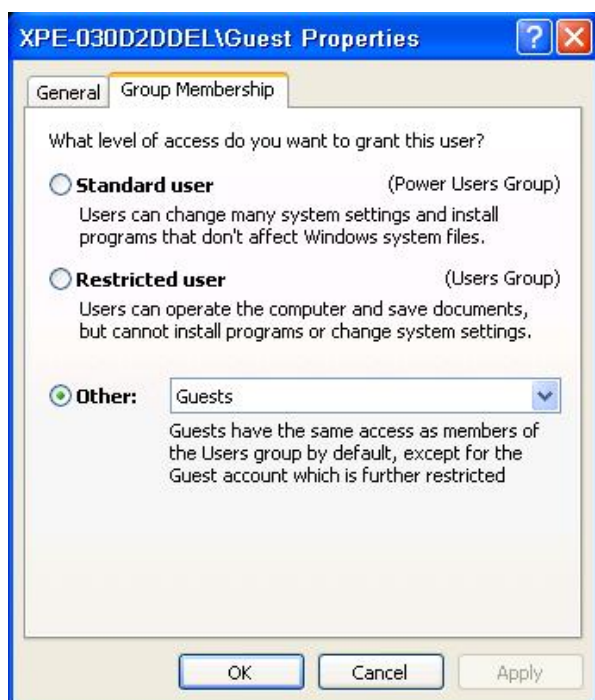 XPE-030D2DDEL\Guest Properties
General
Group Membership
What level of access do you want to grant this user?
Standard user (Power Users Group)
Users can change many system settings and install
programs that don't affect Windows system files.
Restricted user (Users Group)
Users can operate the computer and save documents,
but cannot install programs or change system settings.
Other: Guests
Guests have the same access as members of
the Users group by default, except for the
Guest account which is further restricted
OK
Cancel
Apply